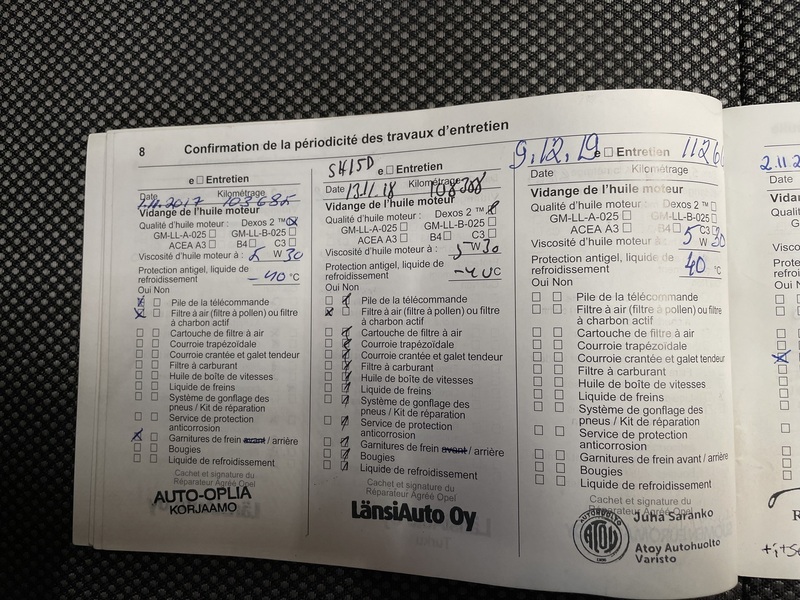 8 Confirmation de la périodicité des travaux d'entretien
e ☐ Entretien
Date Kilométrage
1.11.2017 103685
Vidange de l'huile moteur
Qualité d'huile moteur : Dexos 2 ™ ☒
GM-LL-A-025 ☐ GM-LL-B-025 ☐
ACEA A3 ☐ B4 ☐ C3 ☐
Viscosité d'huile moteur à : 5 W 30
Protection antigel, liquide de
refroidissement -40 °C
Oui Non
☒ ☐ Pile de la télécommande
☒ ☐ Filtre à air (filtre à pollen) ou filtre
à charbon actif
☐ ☐ Cartouche de filtre à air
☐ ☐ Courroie trapézoïdale
☐ ☐ Courroie crantée et galet tendeur
☐ ☐ Filtre à carburant
☐ ☐ Huile de boîte de vitesses
☐ ☐ Liquide de freins
☐ ☐ Système de gonflage des
pneus / Kit de réparation
☐ ☐ Service de protection
anticorrosion
☒ ☐ Garnitures de frein avant / arrière
☐ ☐ Bougies
☐ ☐ Liquide de refroidissement
Cachet et signature du
Réparateur Agréé Opel
AUTO-OPLIA
KORJAAMO
SH15D
e ☐ Entretien
Date 13.11.18 Kilométrage
Vidange de l'huile moteur
Qualité d'huile moteur : Dexos 2 ™ ☒
GM-LL-A-025 ☐ GM-LL-B-025 ☐
ACEA A3 ☐ B4 ☐ C3 ☐
Viscosité d'huile moteur à : 5 W 30
Protection antigel, liquide de
refroidissement -40 °C
Oui Non
☐ ☒ Pile de la télécommande
☒ ☐ Filtre à air (filtre à pollen) ou filtre
à charbon actif
☐ ☒ Cartouche de filtre à air
☐ ☒ Courroie trapézoïdale
☐ ☒ Courroie crantée et galet tendeur
☐ ☒ Filtre à carburant
☐ ☒ Huile de boîte de vitesses
☐ ☒ Liquide de freins
☐ ☐ Système de gonflage des
pneus / Kit de réparation
☐ ☒ Service de protection
anticorrosion
☐ ☒ Garnitures de frein avant / arrière
☐ ☒ Bougies
☐ ☒ Liquide de refroidissement
Cachet et signature du
Réparateur Agréé Opel
LänsiAuto Oy
9.12.19 e ☐ Entretien 1126
Date Kilométrage
Vidange de l'huile moteur
Qualité d'huile moteur : Dexos 2 ™ ☐
GM-LL-A-025 ☐ GM-LL-B-025 ☐
ACEA A3 ☐ B4 ☐ C3 ☐
Viscosité d'huile moteur à : 5 W 30
Protection antigel, liquide de
refroidissement 40 °C
Oui Non
☐ ☐ Pile de la télécommande
☐ ☐ Filtre à air (filtre à pollen) ou filtre
à charbon actif
☐ ☐ Cartouche de filtre à air
☐ ☐ Courroie trapézoïdale
☐ ☐ Courroie crantée et galet tendeur
☐ ☐ Filtre à carburant
☐ ☐ Huile de boîte de vitesses
☐ ☐ Liquide de freins
☐ ☐ Système de gonflage des
pneus / Kit de réparation
☐ ☐ Service de protection
anticorrosion
☐ ☐ Garnitures de frein avant / arrière
☐ ☐ Bougies
☐ ☐ Liquide de refroidissement
Cachet et signature du
Réparateur Agréé Opel
AUTOHUOLTO
ATOY
Juha Saranko
Atoy Autohuolto
Varisto
2.11.2
Date